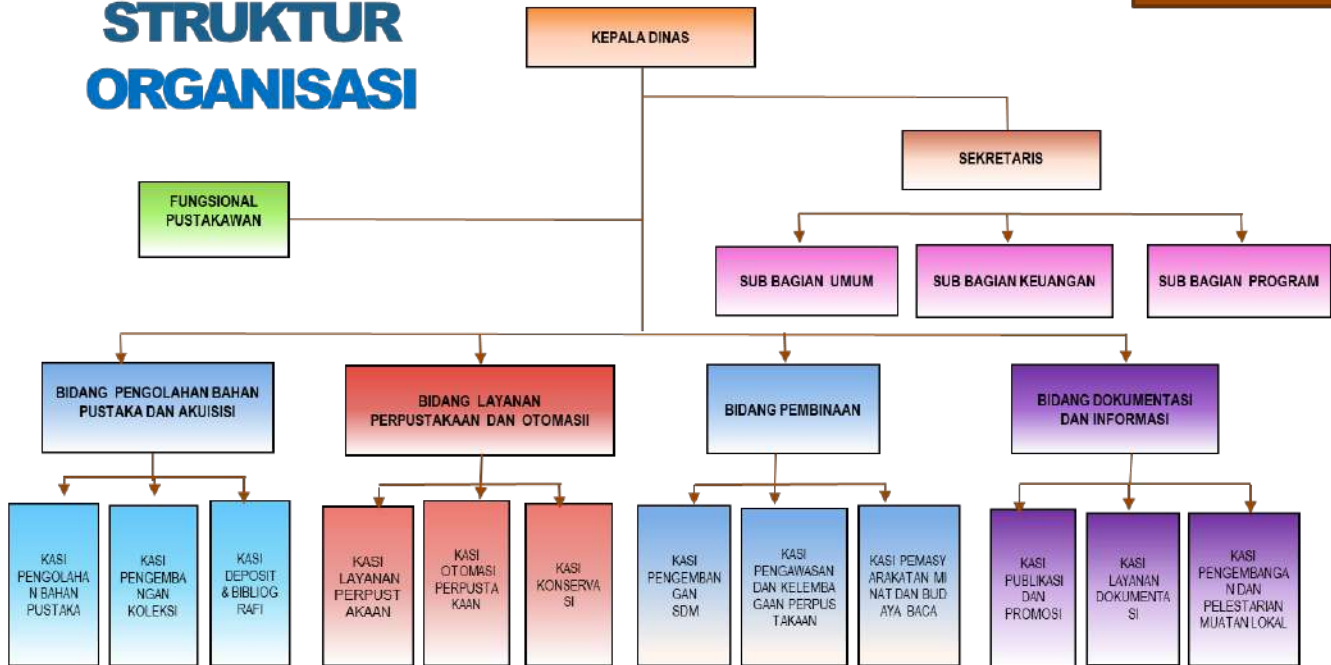 STRUKTUR
ORGANISASI
KEPALA DINAS
SEKRETARIS
FUNGSIONAL
PUSTAKAWAN
SUB BAGIAN UMUM
SUB BAGIAN KEUANGAN
SUB BAGIAN PROGRAM
BIDANG PENGOLAHAN BAHAN
PUSTAKA DAN AKUISISI
BIDANG LAYANAN
PERPUSTAKAAN DAN OTOMASII
BIDANG PEMBINAAN
BIDANG DOKUMENTASI
DAN INFORMASI
KASI
PENGOLAHA
N BAHAN
PUSTAKA
KASI
PENGEMBA
NGAN
KOLEKSI
KASI
DEPOSIT
& BIBLIOG
RAFI
KASI
LAYANAN
PERPUST
AKAAN
KASI
OTOMASI
PERPUSTA
KAAN
KASI
KONSERVA
SI
KASI
PENGEMBAN
GAN
SDM
KASI
PENGAWASAN
DAN KELEMBA
GAAN PERPUS
TAKAAN
KASI PEMASY
ARAKATAN MI
NAT DAN BUD
AYA BACA
KASI
PUBLIKASI
DAN
PROMOSI
KASI
LAYANAN
DOKUMENTA
SI
KASI
PENGEMBANGA
N DAN
PELESTARIAN
MUATAN LOKAL